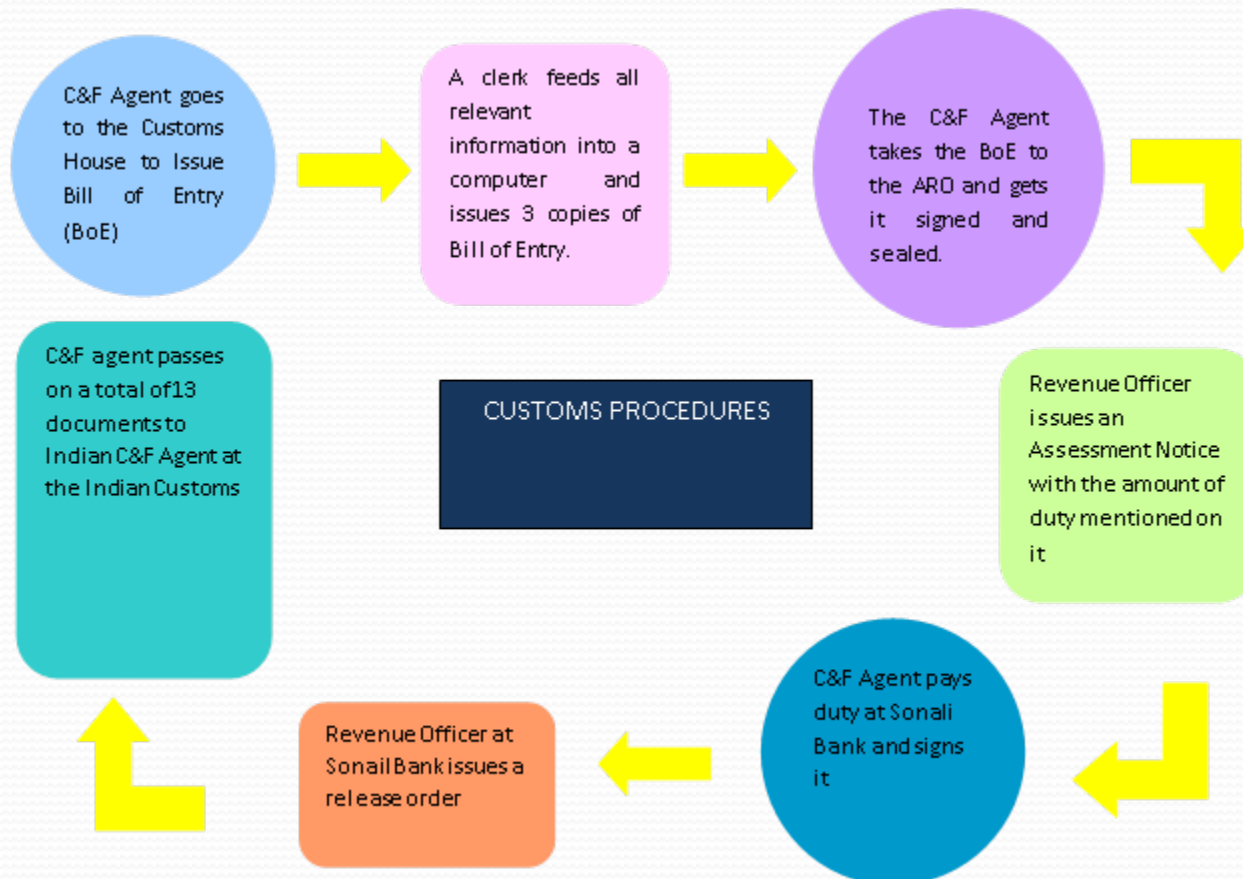 C&F Agent goes
to the Customs
House to Issue
Bill of Entry
(BoE)
A clerk feeds all
relevant
information into a
computer and
issues 3 copies of
Bill of Entry.
The C&F Agent
takes the BoE to
the ARO and gets
it signed and
sealed.
Revenue Officer
issues an
Assessment Notice
with the amount of
duty mentioned on
it
C&F Agent pays
duty at Sonali
Bank and signs
it
Revenue Officer at
Sonail Bank issues a
release order
C&F agent passes
on a total of 13
documents to
Indian C&F Agent at
the Indian Customs
CUSTOMS PROCEDURES